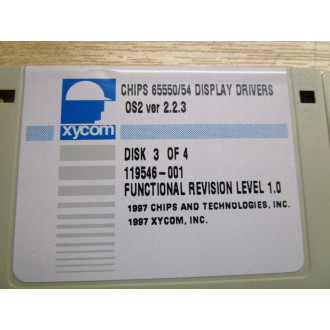 CHIPS 65550/54 DISPLAY DRIVERS
OS2 ver 2.2.3
xycom
DISK 3 OF 4
119546-001
FUNCTIONAL REVISION LEVEL 1.0
1997 CHIPS AND TECHNOLOGIES, INC.
1997 XYCOM, INC.